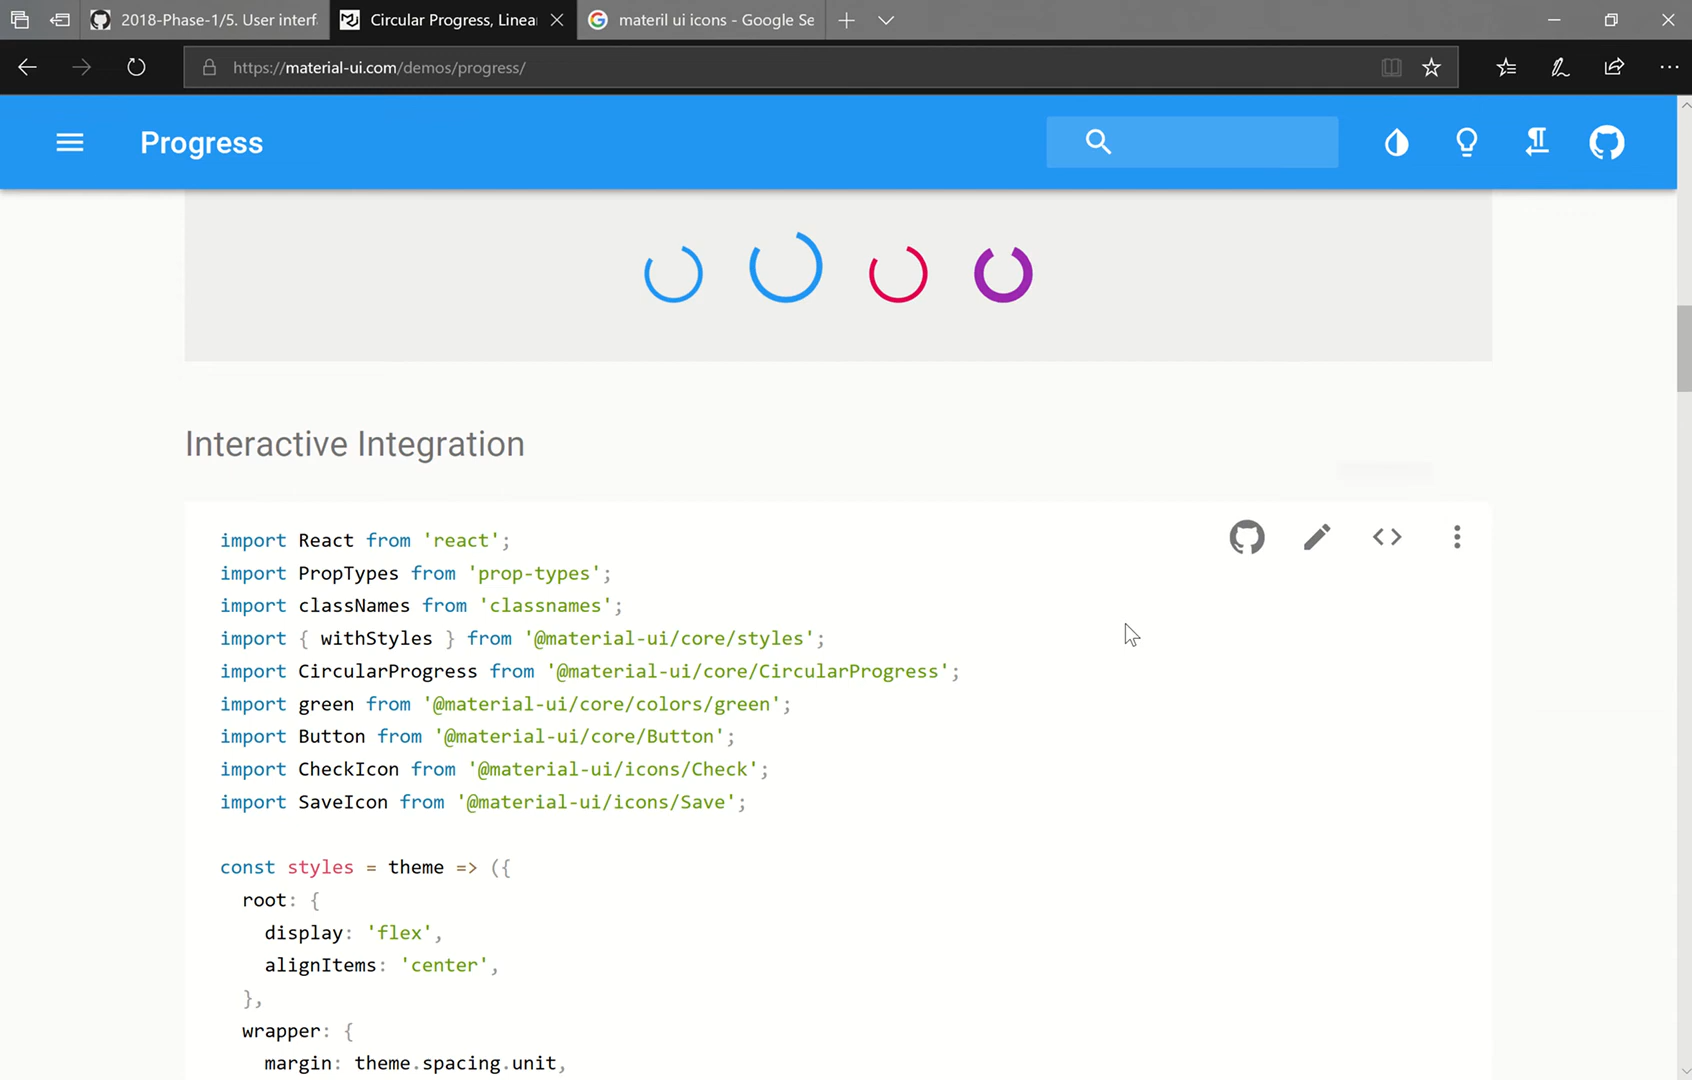 2018-Phase-1/5. User interf
Circular Progress, Linea
materil ui icons - Google Se
https://material-ui.com/demos/progress/
Progress
Interactive Integration
import React from 'react';
import PropTypes from 'prop-types';
import classNames from 'classnames';
import { withStyles } from '@material-ui/core/styles';
import CircularProgress from '@material-ui/core/CircularProgress';
import green from '@material-ui/core/colors/green';
import Button from '@material-ui/core/Button';
import CheckIcon from '@material-ui/icons/Check';
import SaveIcon from '@material-ui/icons/Save';
const styles = theme => ({
root: {
display: 'flex',
alignItems: 'center',
},
wrapper: {
margin: theme.spacing.unit,